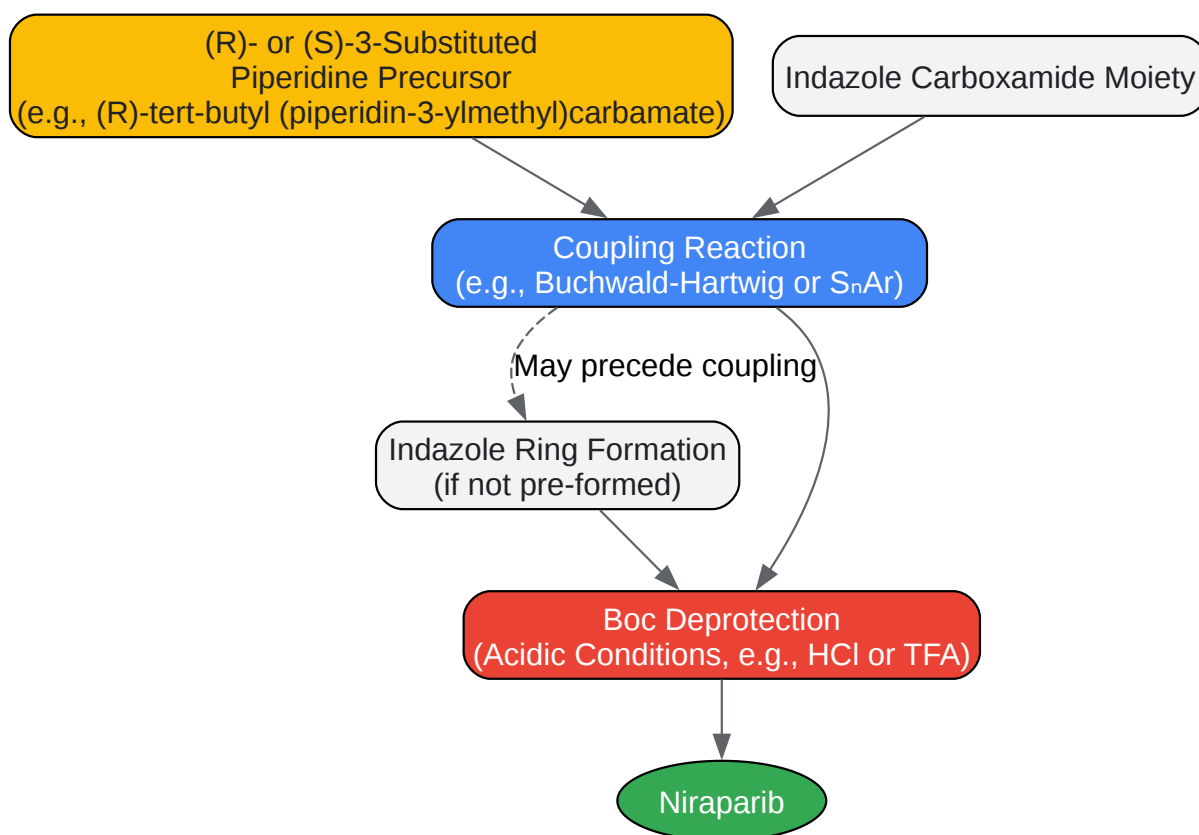 (R)- or (S)-3-Substituted
Piperidine Precursor
(e.g., (R)-tert-butyl (piperidin-3-ylmethyl)carbamate)
Indazole Carboxamide Moiety
Coupling Reaction
(e.g., Buchwald-Hartwig or SₙAr)
May precede coupling
Indazole Ring Formation
(if not pre-formed)
Boc Deprotection
(Acidic Conditions, e.g., HCl or TFA)
Niraparib